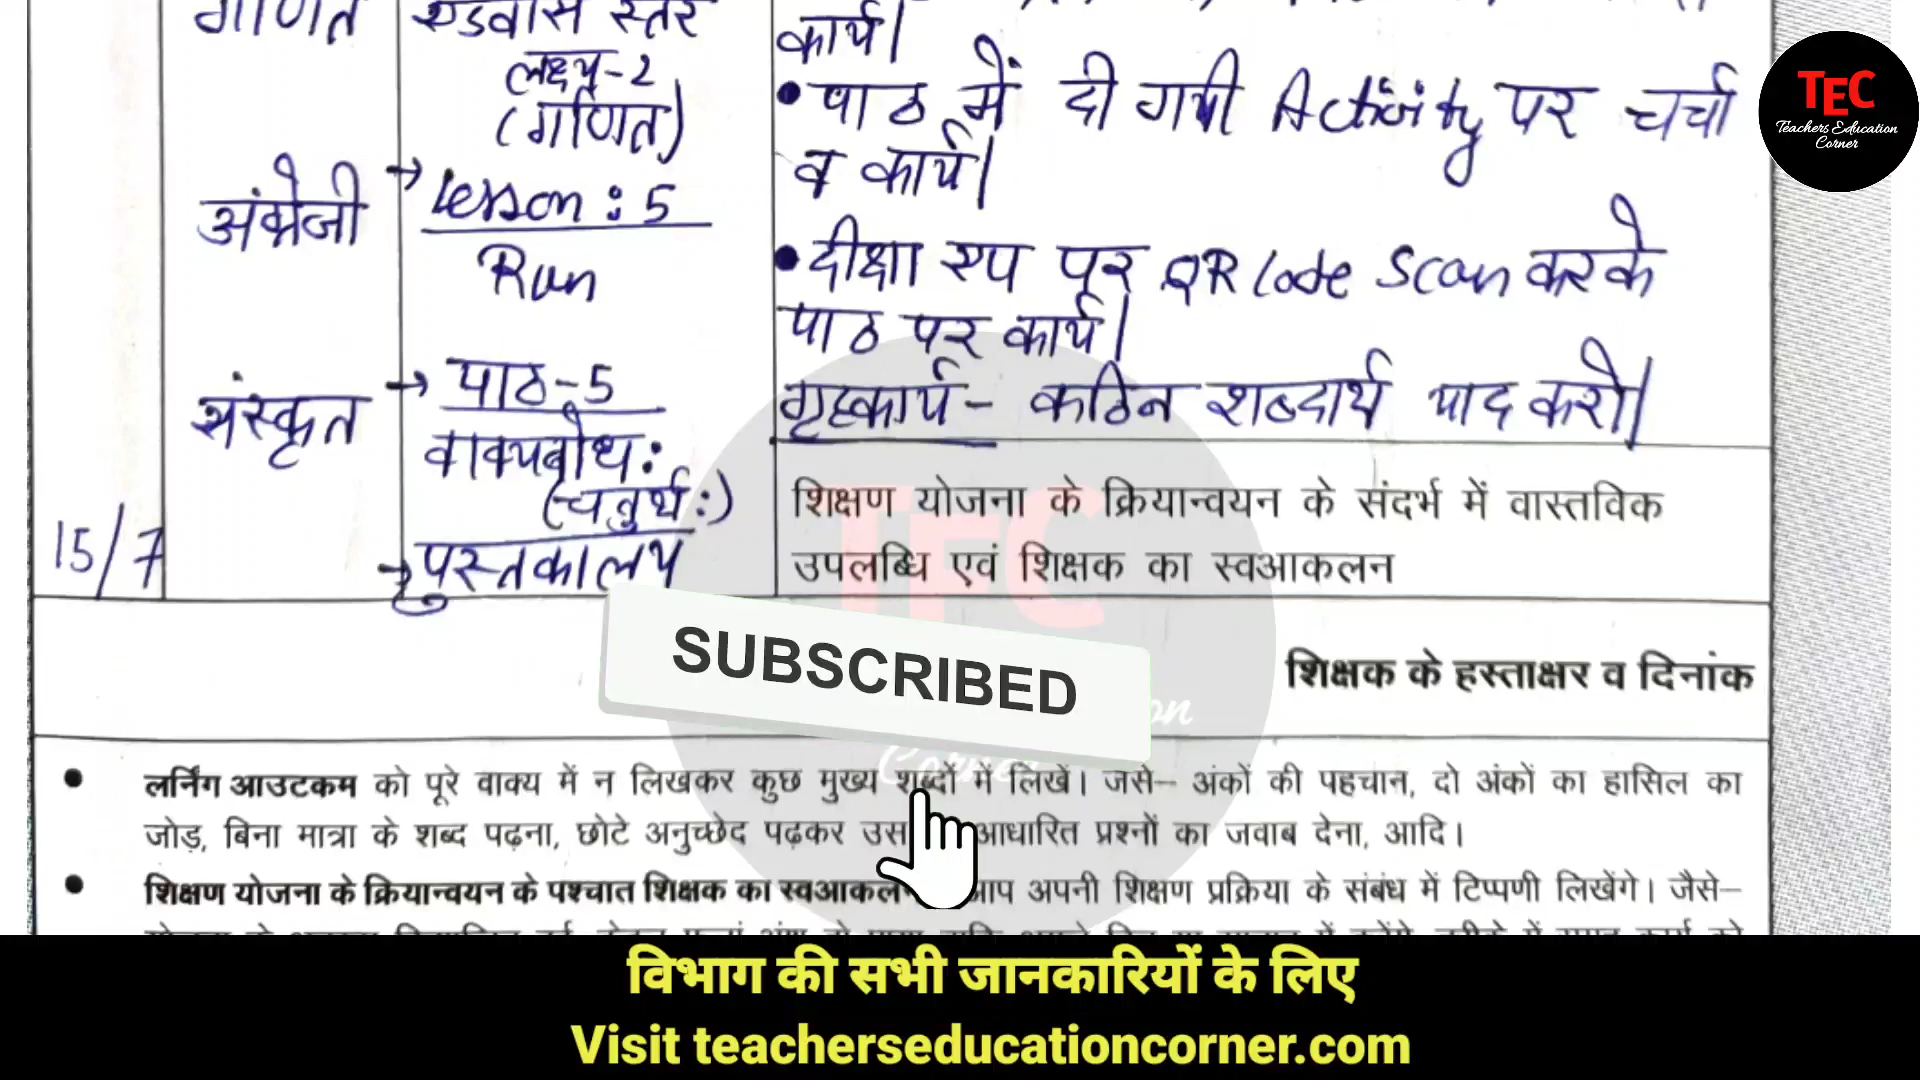 गणित
एडवांस स्तर
लक्ष्य-2
(गणित)
कार्य।
• पाठ में दी गयी Activity पर चर्चा
व कार्य।
अंग्रेजी
→ Lesson : 5
Run
• दीक्षा एप पर QR Code Scan करके
पाठ पर कार्य।
संस्कृत
→ पाठ-5
वाक्यबोध:
(चतुर्थ:)
गृहकार्य - कठिन शब्दार्थ याद करो।
15/7
→ पुस्तकालय
शिक्षण योजना के क्रियान्वयन के संदर्भ में वास्तविक
उपलब्धि एवं शिक्षक का स्वआकलन
शिक्षक के हस्ताक्षर व दिनांक
• लर्निंग आउटकम को पूरे वाक्य में न लिखकर कुछ मुख्य शब्दों में लिखें। जसे– अंकों की पहचान, दो अंकों का हासिल का
जोड़, बिना मात्रा के शब्द पढ़ना, छोटे अनुच्छेद पढ़कर उस आधारित प्रश्नों का जवाब देना, आदि।
• शिक्षण योजना के क्रियान्वयन के पश्चात शिक्षक का स्वआकलन आप अपनी शिक्षण प्रक्रिया के संबंध में टिप्पणी लिखेंगे। जैसे–
TEC
Teachers Education
Corner
TEC
Corner
SUBSCRIBED
विभाग की सभी जानकारियों के लिए
Visit teacherseducationcorner.com